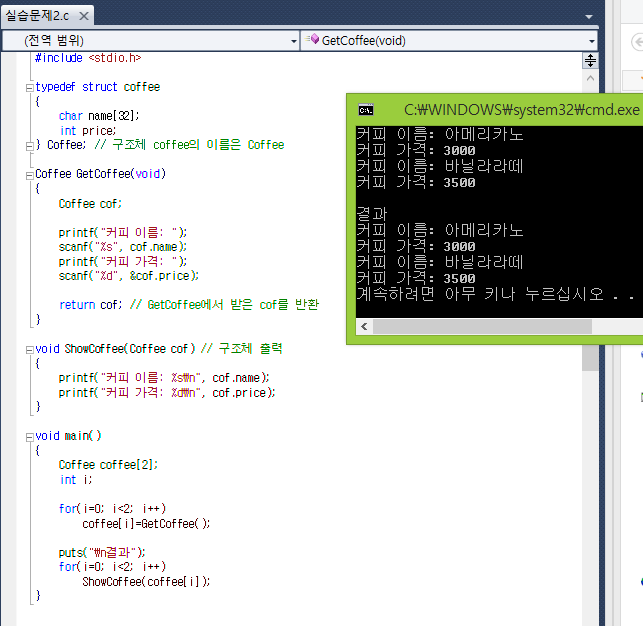 실습문제2.c
(전역 범위)
GetCoffee(void)
#include <stdio.h>
typedef struct coffee
{
char name[32];
int price;
} Coffee; // 구조체 coffee의 이름은 Coffee
Coffee GetCoffee(void)
{
Coffee cof;
printf("커피 이름: ");
scanf("%s", cof.name);
printf("커피 가격: ");
scanf("%d", &cof.price);
return cof; // GetCoffee에서 받은 cof를 반환
}
void ShowCoffee(Coffee cof) // 구조체 출력
{
printf("커피 이름: %s₩n", cof.name);
printf("커피 가격: %d₩n", cof.price);
}
void main()
{
Coffee coffee[2];
int i;
for(i=0; i<2; i++)
coffee[i]=GetCoffee();
puts("₩n결과");
for(i=0; i<2; i++)
ShowCoffee(coffee[i]);
}
C:₩WINDOWS₩system32₩cmd.exe
커피 이름: 아메리카노
커피 가격: 3000
커피 이름: 바닐라라떼
커피 가격: 3500
결과
커피 이름: 아메리카노
커피 가격: 3000
커피 이름: 바닐라라떼
커피 가격: 3500
계속하려면 아무 키나 누르십시오 . .